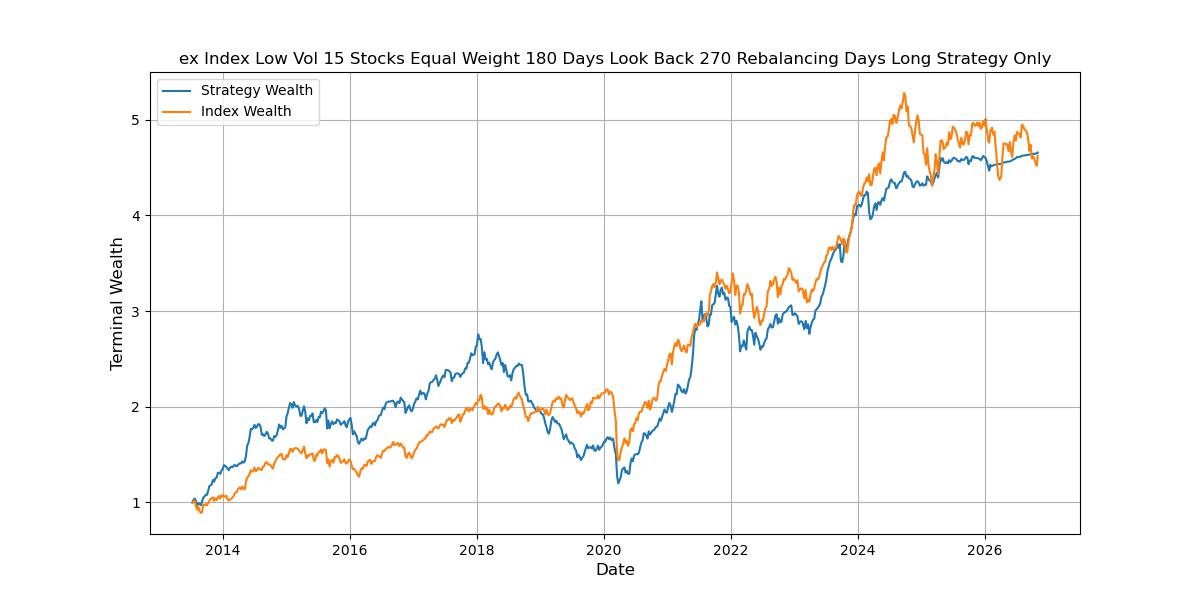 ex Index Low Vol 15 Stocks Equal Weight 180 Days Look Back 270 Rebalancing Days Long Strategy Only
Strategy Wealth
Index Wealth
Terminal Wealth
5
4
3
2
1
2014 2016 2018 2020 2022 2024 2026
Date